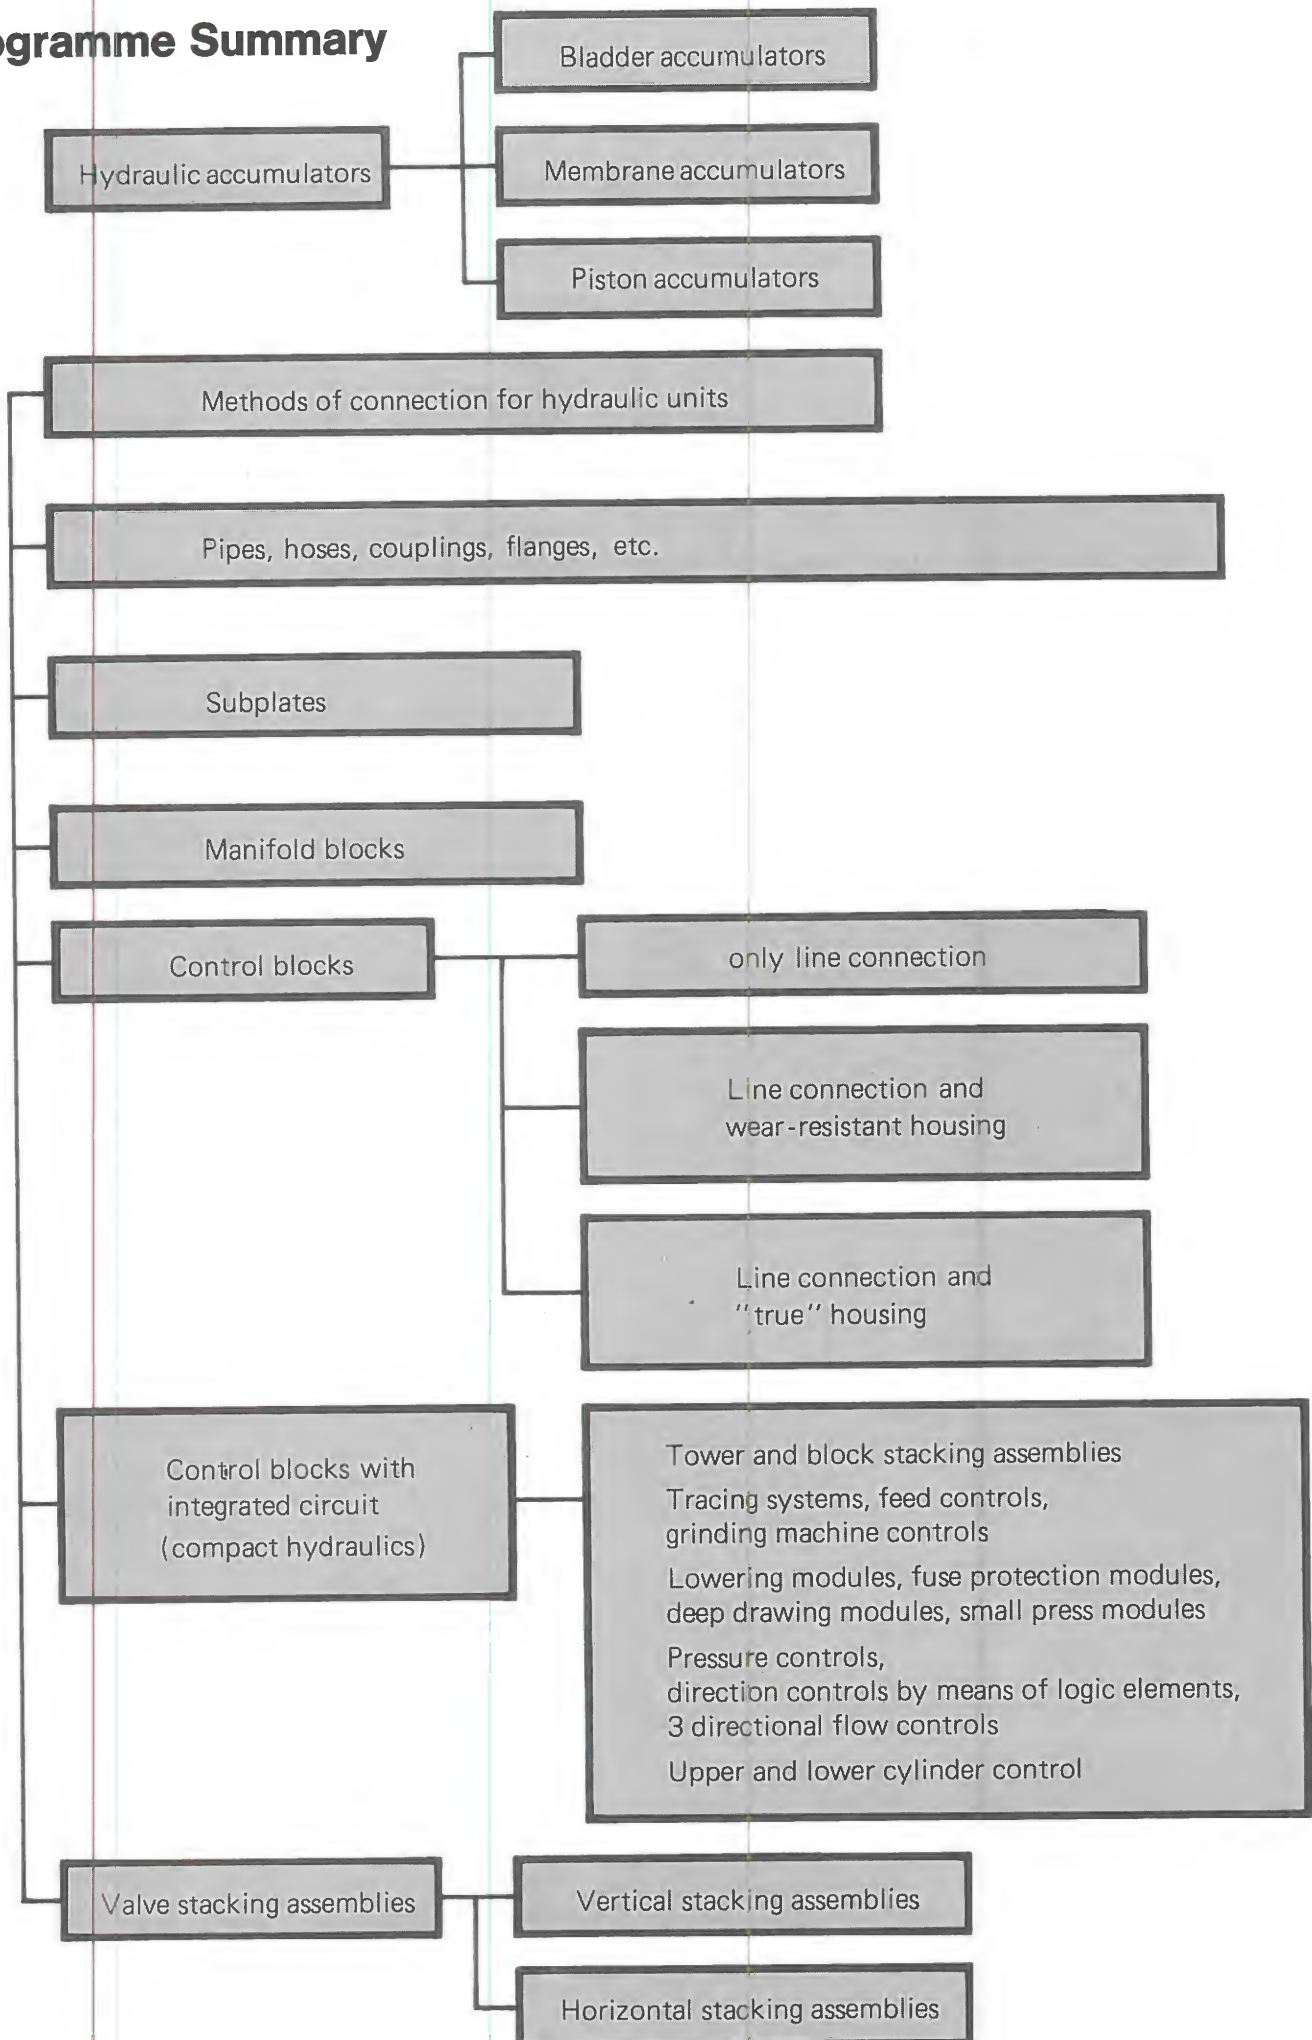 ogramme Summary
Bladder accumulators
Hydraulic accumulators
Membrane accumulators
Piston accumulators
Methods of connection for hydraulic units
Pipes, hoses, couplings, flanges, etc.
Subplates
Manifold blocks
Control blocks
only line connection
Line connection and
wear-resistant housing
Line connection and
"true" housing
Control blocks with
integrated circuit
(compact hydraulics)
Tower and block stacking assemblies
Tracing systems, feed controls,
grinding machine controls
Lowering modules, fuse protection modules,
deep drawing modules, small press modules
Pressure controls,
direction controls by means of logic elements,
3 directional flow controls
Upper and lower cylinder control
Valve stacking assemblies
Vertical stacking assemblies
Horizontal stacking assemblies